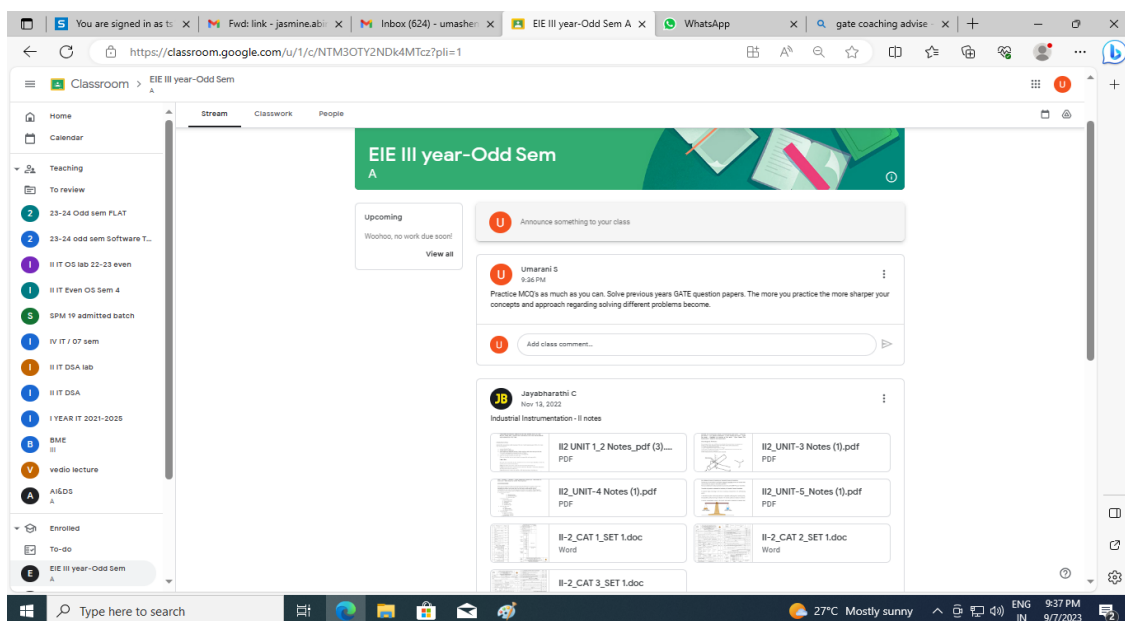 You are signed in as ts
Fwd: link - jasmine.abir
Inbox (624) - umasher
EIE III year-Odd Sem A
WhatsApp
gate coaching advise -
https://classroom.google.com/u/1/c/NTM3OTY2NDk4MTcz?pli=1
Classroom > EIE III year-Odd Sem
A
U
Stream Classwork People
Home
Calendar
Teaching
To review
2 23-24 Odd sem FLAT
2 23-24 odd sem Software T...
I II IT OS lab 22-23 even
I II IT Even OS Sem 4
S SPM 19 admitted batch
I IV IT / 07 sem
I II IT DSA lab
I II IT DSA
I I YEAR IT 2021-2025
B BME
III
V vedio lecture
A AI&DS
A
Enrolled
To-do
E EIE III year-Odd Sem
A
EIE III year-Odd Sem
A
Upcoming
Woohoo, no work due soon!
View all
U Announce something to your class
U Umarani S
9:36 PM
Practice MCQ's as much as you can. Solve previous years GATE question papers. The more you practice the more sharper your
concepts and approach regarding solving different problems become.
U Add class comment...
JB Jayabharathi C
Nov 13, 2022
Industrial Instrumentation - II notes
II2 UNIT 1_2 Notes_pdf (3)....
PDF
II2_UNIT-3 Notes (1).pdf
PDF
II2_UNIT-4 Notes (1).pdf
PDF
II2_UNIT-5_Notes (1).pdf
PDF
II-2_CAT 1_SET 1.doc
Word
II-2_CAT 2_SET 1.doc
Word
II-2_CAT 3_SET 1.doc
Type here to search
27°C Mostly sunny
ENG
IN
9:37 PM
9/7/2023
2